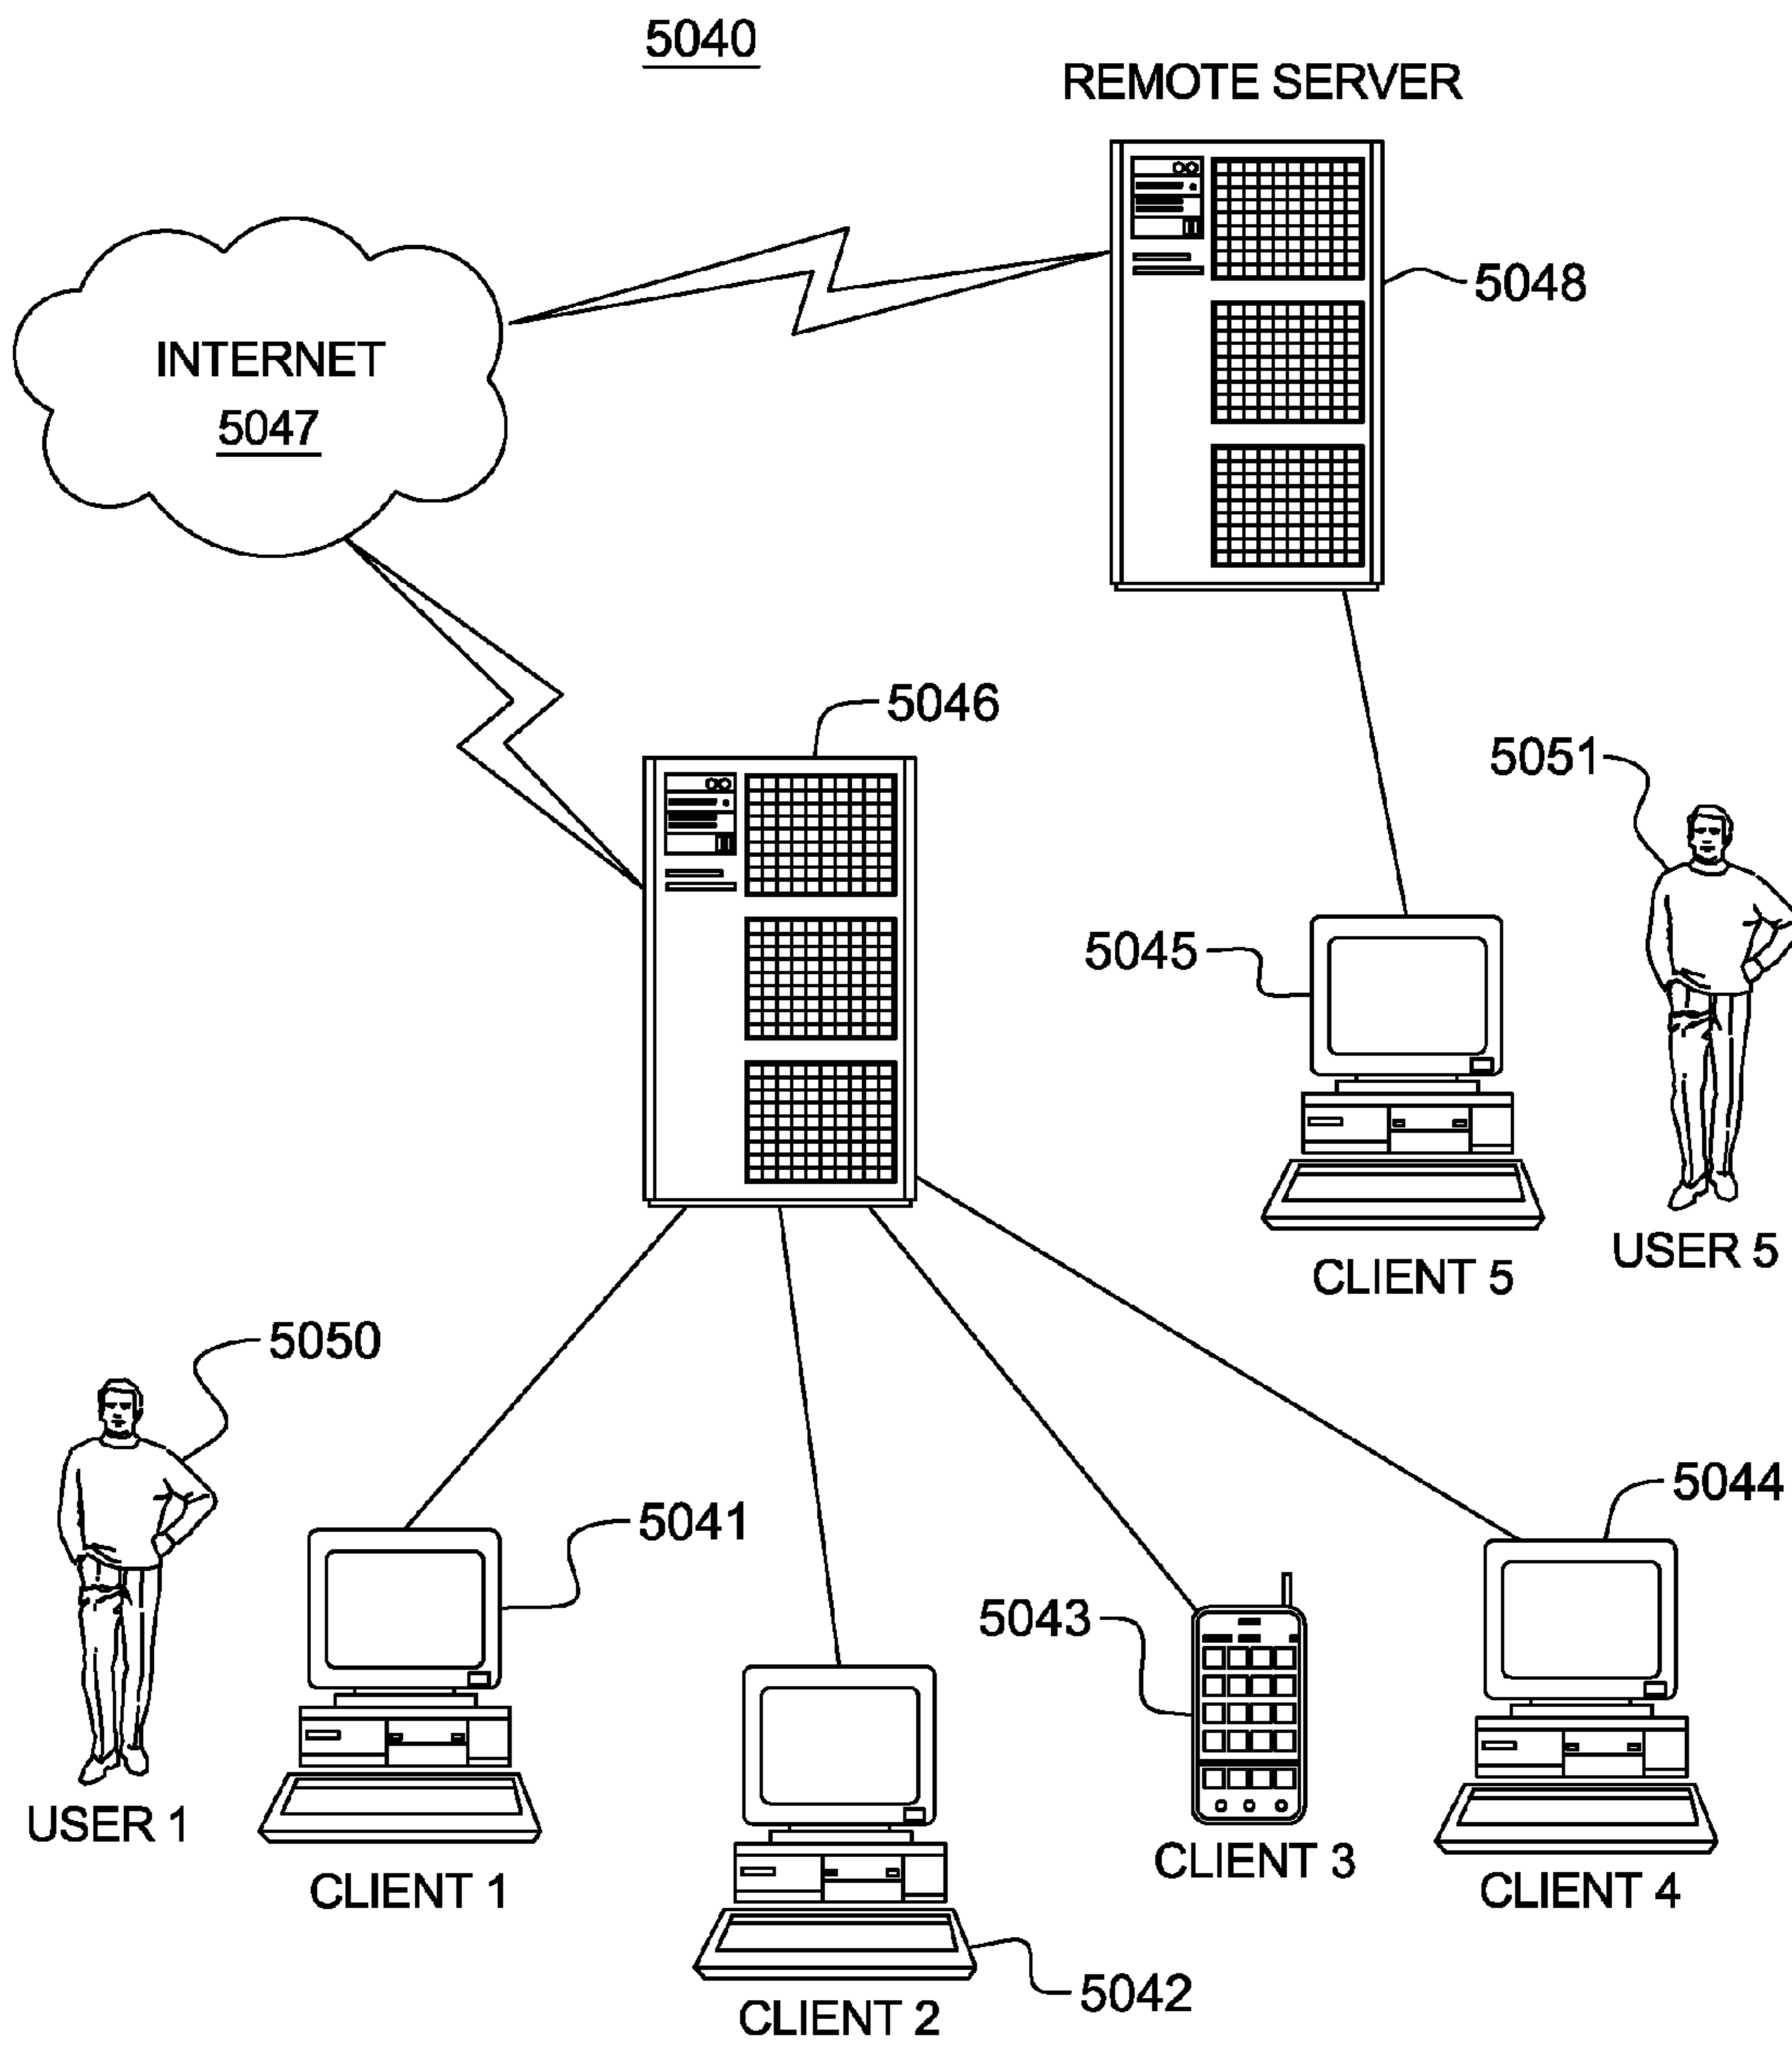 5040
REMOTE SERVER
5048
INTERNET
5047
5046
5051
5045
CLIENT 5
USER 5
5050
5041
5044
5043
USER 1
CLIENT 1
CLIENT 3
CLIENT 4
5042
CLIENT 2